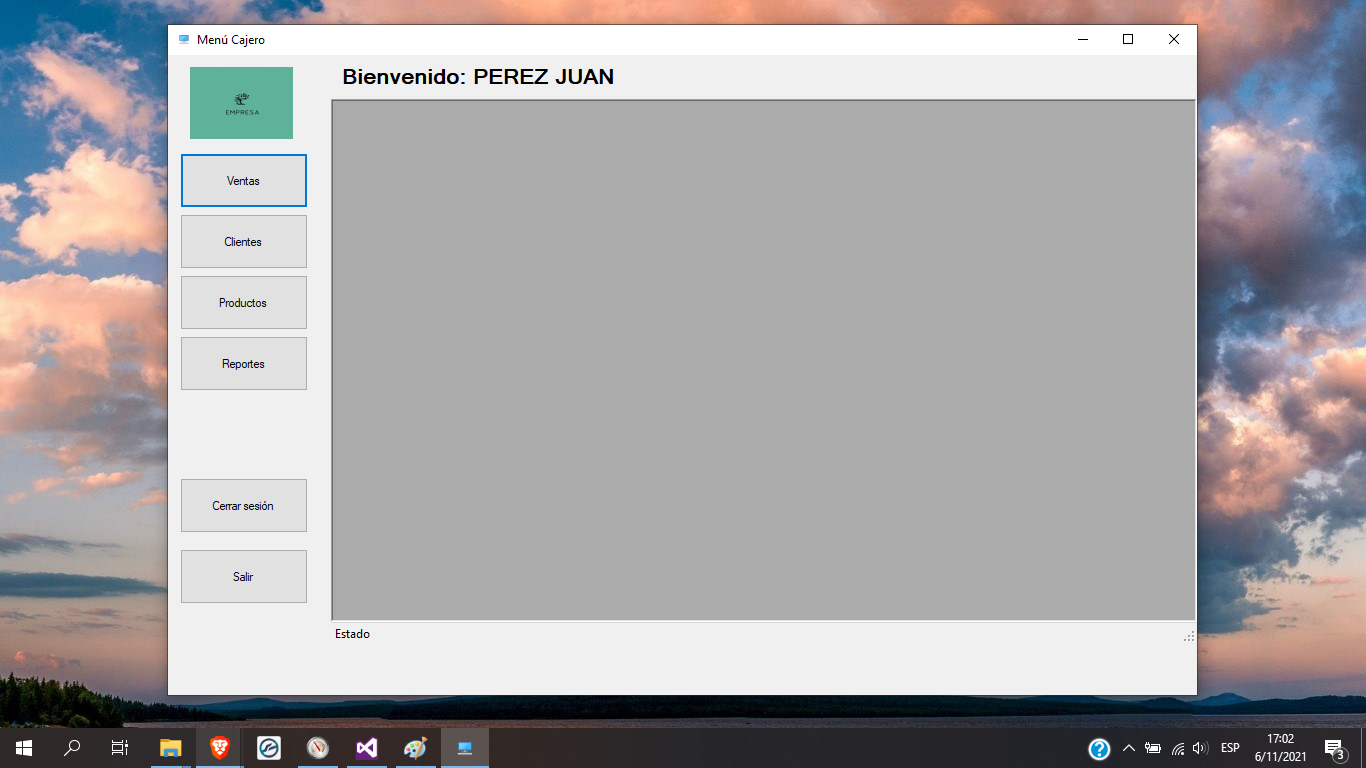 Menú Cajero
EMPRESA
Bienvenido: PEREZ JUAN
Ventas
Clientes
Productos
Reportes
Cerrar sesión
Salir
Estado
ESP
17:02
6/11/2021
3